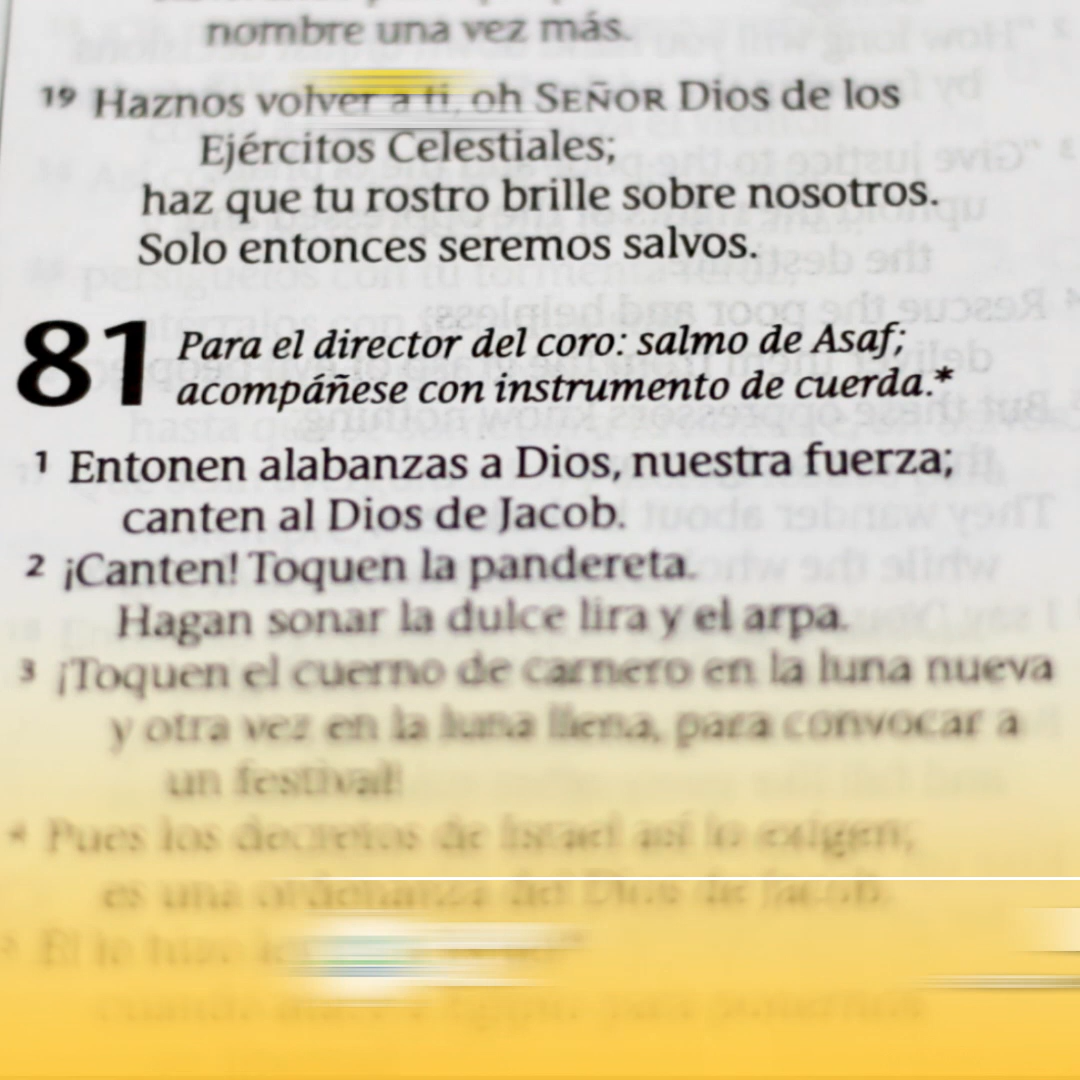 nombre una vez más.
19 Haznos volver a ti, oh SEÑOR Dios de los
Ejércitos Celestiales;
haz que tu rostro brille sobre nosotros.
Solo entonces seremos salvos.
81 Para el director del coro: salmo de Asaf;
acompáñese con instrumento de cuerda.*
1 Entonen alabanzas a Dios, nuestra fuerza;
canten al Dios de Jacob.
2 ¡Canten! Toquen la pandereta.
Hagan sonar la dulce lira y el arpa.
3 ¡Toquen el cuerno de carnero en la luna nueva
y otra vez en la luna llena, para convocar a
un festival!
4 Pues los decretos de Israel así lo exigen;
es una ordenanza del Dios de Jacob.
Él lo